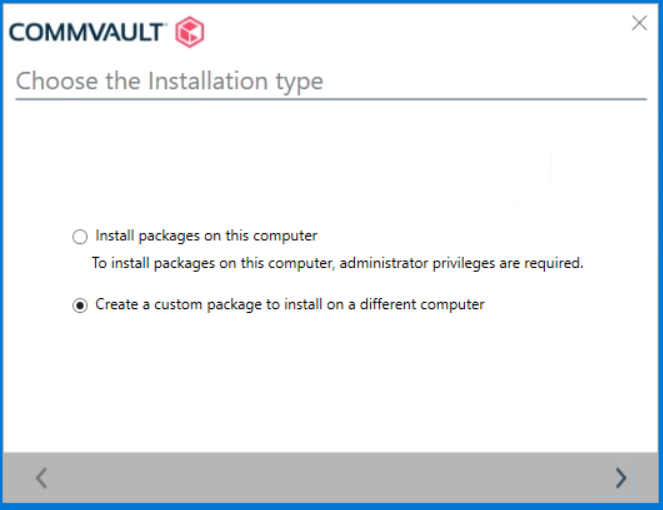 COMMVAULT
Choose the Installation type
Install packages on this computer
To install packages on this computer, administrator privileges are required.
Create a custom package to install on a different computer